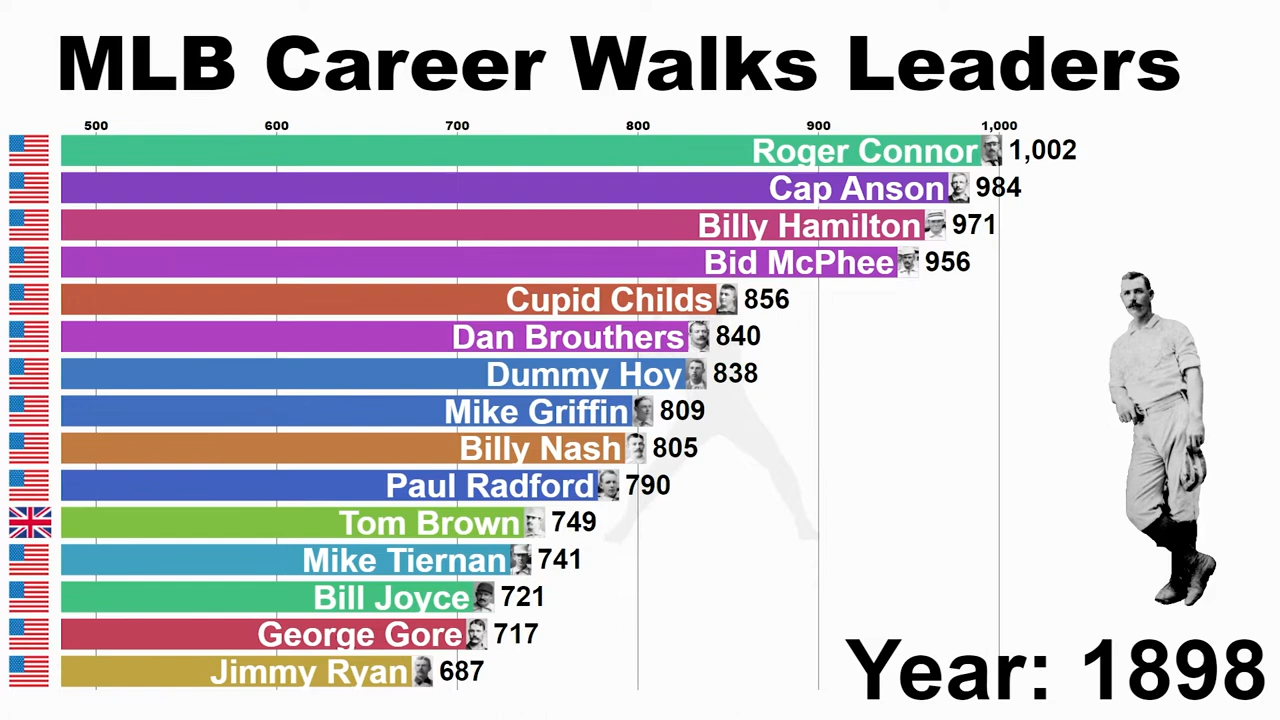 MLB Career Walks Leaders
500 600 700 800 900 1,000
Roger Connor 1,002
Cap Anson 984
Billy Hamilton 971
Bid McPhee 956
Cupid Childs 856
Dan Brouthers 840
Dummy Hoy 838
Mike Griffin 809
Billy Nash 805
Paul Radford 790
Tom Brown 749
Mike Tiernan 741
Bill Joyce 721
George Gore 717
Jimmy Ryan 687
Year: 1898